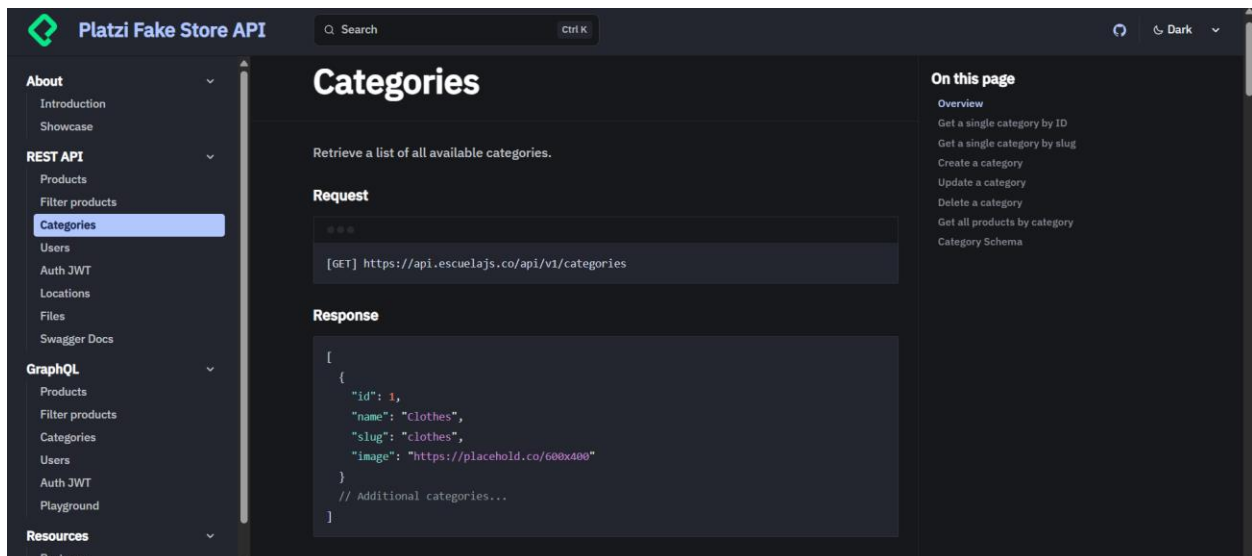 Platzi Fake Store API
Search
Ctrl K
Dark
About
Introduction
Showcase
REST API
Products
Filter products
Categories
Users
Auth JWT
Locations
Files
Swagger Docs
GraphQL
Products
Filter products
Categories
Users
Auth JWT
Playground
Resources
Categories
Retrieve a list of all available categories.
Request
[GET] https://api.escuelajs.co/api/v1/categories
Response
[
{
"id": 1,
"name": "Clothes",
"slug": "clothes",
"image": "https://placehold.co/600x400"
}
// Additional categories...
]
On this page
Overview
Get a single category by ID
Get a single category by slug
Create a category
Update a category
Delete a category
Get all products by category
Category Schema